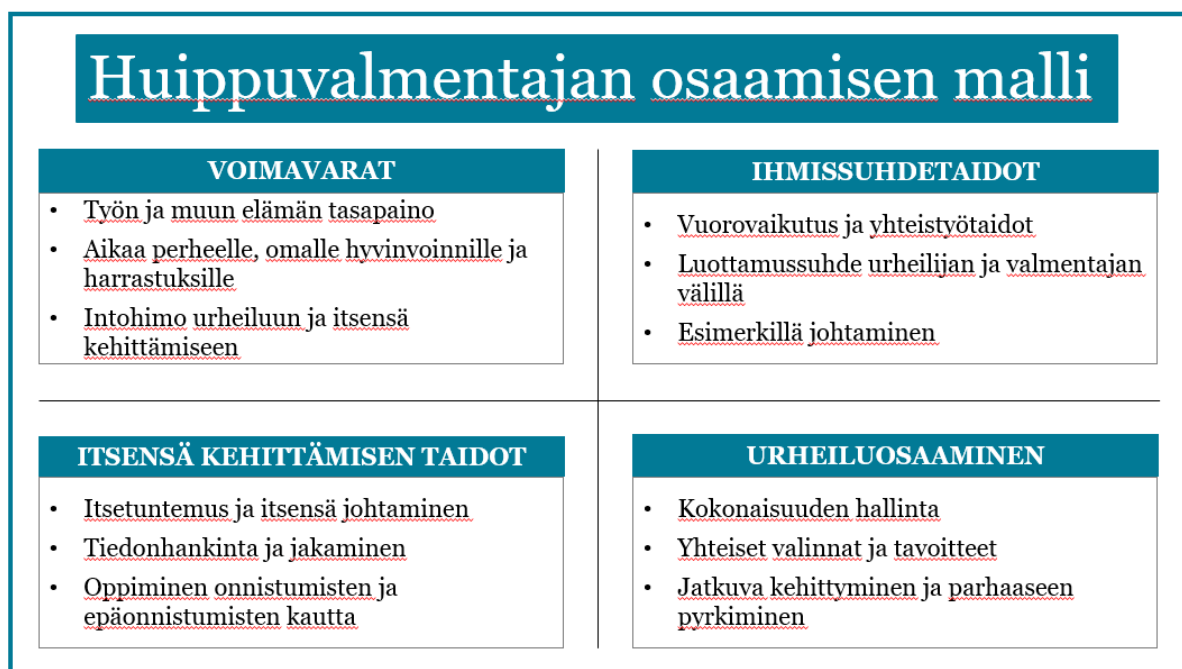 Huippuvalmentajan osaamisen malli
VOIMAVARAT
• Työn ja muun elämän tasapaino
• Aikaa perheelle, omalle hyvinvoinnille ja
harrastuksille
• Intohimo urheiluun ja itsensä
kehittämiseen
IHMISSUHDETAIDOT
• Vuorovaikutus ja yhteistyötaidot
• Luottamussuhde urheilijan ja valmentajan
välillä
• Esimerkillä johtaminen
ITSENSÄ KEHITTÄMISEN TAIDOT
• Itsetuntemus ja itsensä johtaminen
• Tiedonhankinta ja jakaminen
• Oppiminen onnistumisten ja
epäonnistumisten kautta
URHEILUOSAAMINEN
• Kokonaisuuden hallinta
• Yhteiset valinnat ja tavoitteet
• Jatkuva kehittyminen ja parhaaseen
pyrkiminen